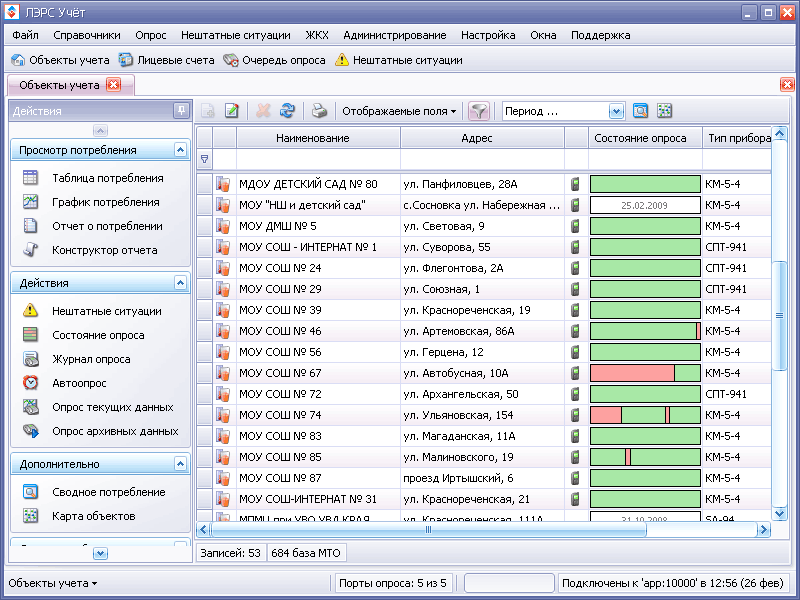 ЛЭРС Учёт
Файл Справочники Опрос Нештатные ситуации ЖКХ Администрирование Настройка Окна Поддержка
Объекты учета Лицевые счета Очередь опроса Нештатные ситуации
Объекты учета
Действия
Отображаемые поля Период ...
Просмотр потребления
Таблица потребления
График потребления
Отчет о потреблении
Конструктор отчета
Действия
Нештатные ситуации
Состояние опроса
Журнал опроса
Автоопрос
Опрос текущих данных
Опрос архивных данных
Дополнительно
Сводное потребление
Карта объектов
Наименование Адрес Состояние опроса Тип прибора
МДОУ ДЕТСКИЙ САД № 80 ул. Панфиловцев, 28А КМ-5-4
МОУ "НШ и детский сад" с.Сосновка ул. Набережная ... 25.02.2009 КМ-5-4
МОУ ДМШ № 5 ул. Световая, 9 КМ-5-4
МОУ СОШ - ИНТЕРНАТ № 1 ул. Суворова, 55 СПТ-941
МОУ СОШ № 24 ул. Флегонтова, 2А СПТ-941
МОУ СОШ № 29 ул. Союзная, 1 СПТ-941
МОУ СОШ № 39 ул. Краснореченская, 19 КМ-5-4
МОУ СОШ № 46 ул. Артемовская, 86А КМ-5-4
МОУ СОШ № 56 ул. Герцена, 12 КМ-5-4
МОУ СОШ № 67 ул. Автобусная, 10А КМ-5-4
МОУ СОШ № 72 ул. Архангельская, 50 СПТ-941
МОУ СОШ № 74 ул. Ульяновская, 154 КМ-5-4
МОУ СОШ № 83 ул. Магаданская, 11А КМ-5-4
МОУ СОШ № 85 ул. Малиновского, 19 КМ-5-4
МОУ СОШ № 87 проезд Иртышский, 6 КМ-5-4
МОУ СОШ-ИНТЕРНАТ № 31 ул. Краснореченская, 21 КМ-5-4
МПМЦ при УВО УВД КРАЯ ул. Краснореченская, 111А 31.10.2008 SA-94
Записей: 53 684 база МТО
Объекты учета Порты опроса: 5 из 5 Подключены к 'app:10000' в 12:56 (26 фев)